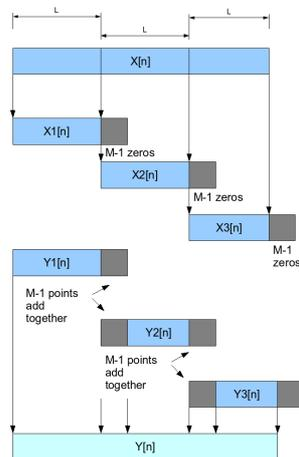 L
L
L
X[n]
X1[n]
M-1 zeros
X2[n]
M-1 zeros
X3[n]
M-1
zeros
Y1[n]
M-1 points
add
together
Y2[n]
M-1 points
add
together
Y3[n]
Y[n]